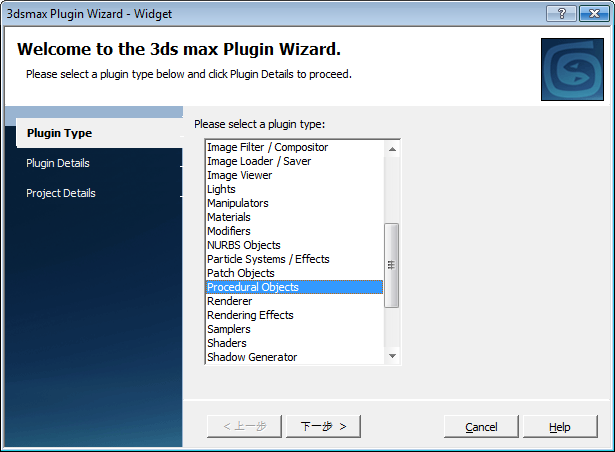 3dsmax Plugin Wizard - Widget
Welcome to the 3ds max Plugin Wizard.
Please select a plugin type below and click Plugin Details to proceed.
Plugin Type
Plugin Details
Project Details
Please select a plugin type:
Image Filter / Compositor
Image Loader / Saver
Image Viewer
Lights
Manipulators
Materials
Modifiers
NURBS Objects
Particle Systems / Effects
Patch Objects
Procedural Objects
Renderer
Rendering Effects
Samplers
Shaders
Shadow Generator
< 上一步
下一步 >
Cancel
Help